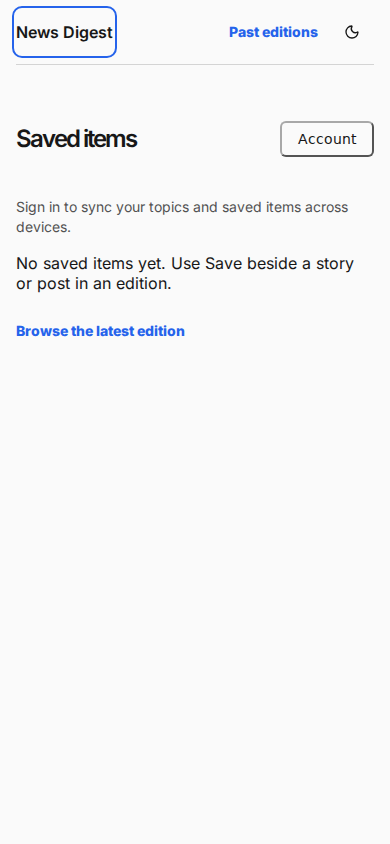 News Digest
Past editions
Saved items
Account
Sign in to sync your topics and saved items across
devices.
No saved items yet. Use Save beside a story
or post in an edition.
Browse the latest edition